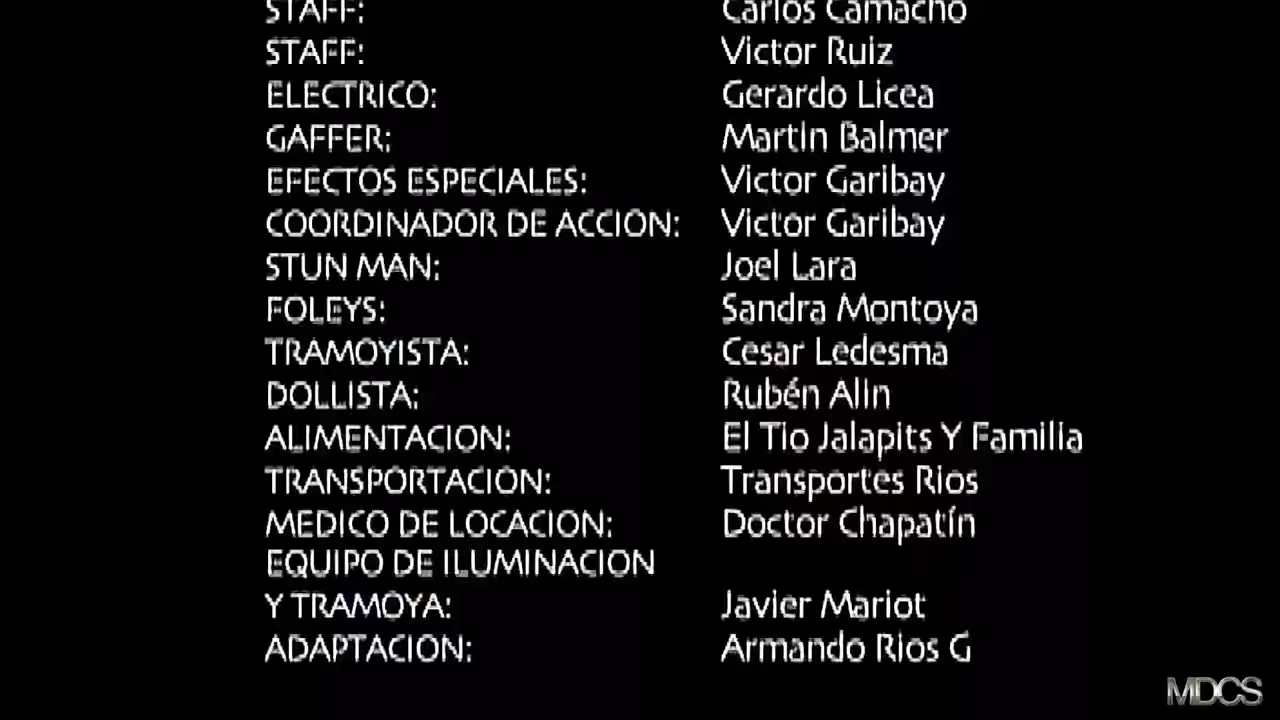 STAFF: Carlos Camacho
STAFF: Victor Ruiz
ELECTRICO: Gerardo Licea
GAFFER: Martin Balmer
EFECTOS ESPECIALES: Victor Garibay
COORDINADOR DE ACCION: Victor Garibay
STUN MAN: Joel Lara
FOLEYS: Sandra Montoya
TRAMOYISTA: Cesar Ledesma
DOLLISTA: Rubén Alin
ALIMENTACION: El Tio Jalapits Y Familia
TRANSPORTACION: Transportes Rios
MEDICO DE LOCACION: Doctor Chapatín
EQUIPO DE ILUMINACION
Y TRAMOYA: Javier Mariot
ADAPTACION: Armando Rios G
MDCS